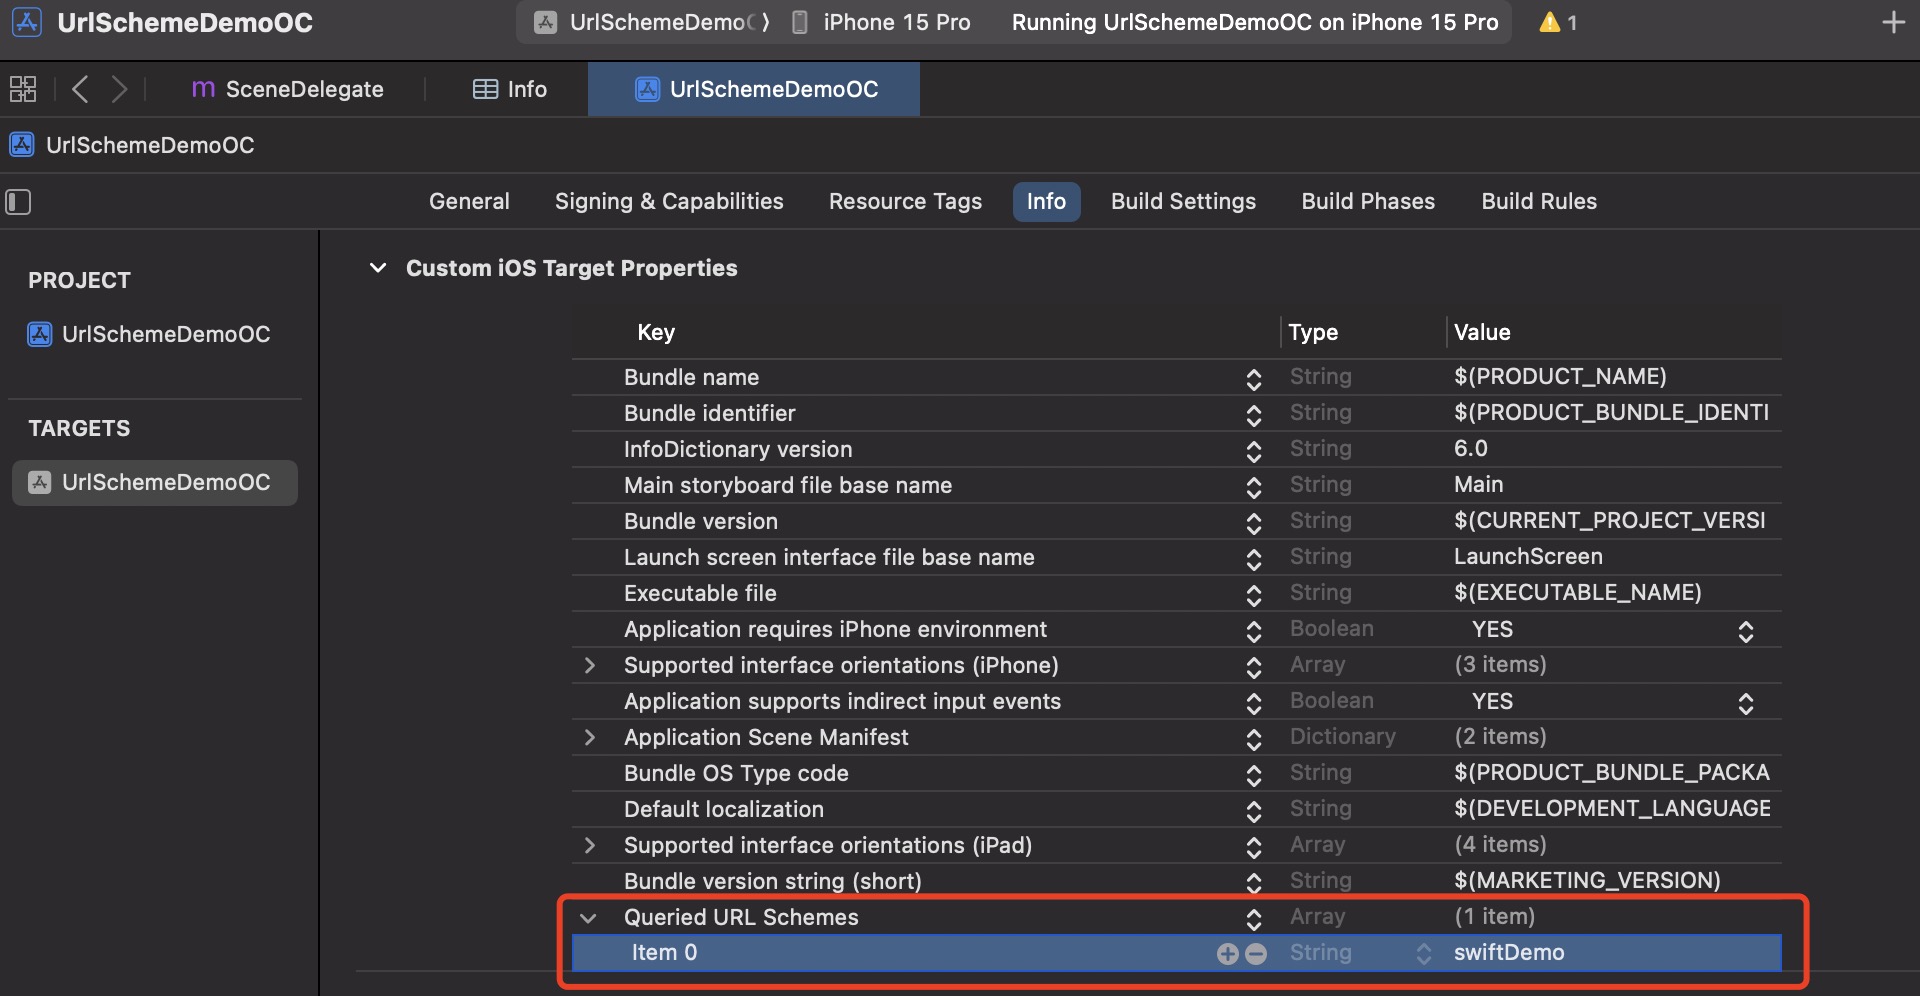 UrlSchemeDemoOC
UrlSchemeDemoO
iPhone 15 Pro
Running UrlSchemeDemoOC on iPhone 15 Pro
1
m SceneDelegate
Info
UrlSchemeDemoOC
UrlSchemeDemoOC
General Signing & Capabilities Resource Tags Info Build Settings Build Phases Build Rules
PROJECT
UrlSchemeDemoOC
TARGETS
UrlSchemeDemoOC
Custom iOS Target Properties
Key Type Value
Bundle name String $(PRODUCT_NAME)
Bundle identifier String $(PRODUCT_BUNDLE_IDENTI
InfoDictionary version String 6.0
Main storyboard file base name String Main
Bundle version String $(CURRENT_PROJECT_VERSI
Launch screen interface file base name String LaunchScreen
Executable file String $(EXECUTABLE_NAME)
Application requires iPhone environment Boolean YES
Supported interface orientations (iPhone) Array (3 items)
Application supports indirect input events Boolean YES
Application Scene Manifest Dictionary (2 items)
Bundle OS Type code String $(PRODUCT_BUNDLE_PACKA
Default localization String $(DEVELOPMENT_LANGUAGE
Supported interface orientations (iPad) Array (4 items)
Bundle version string (short) String $(MARKETING_VERSION)
Queried URL Schemes Array (1 item)
Item 0 String swiftDemo